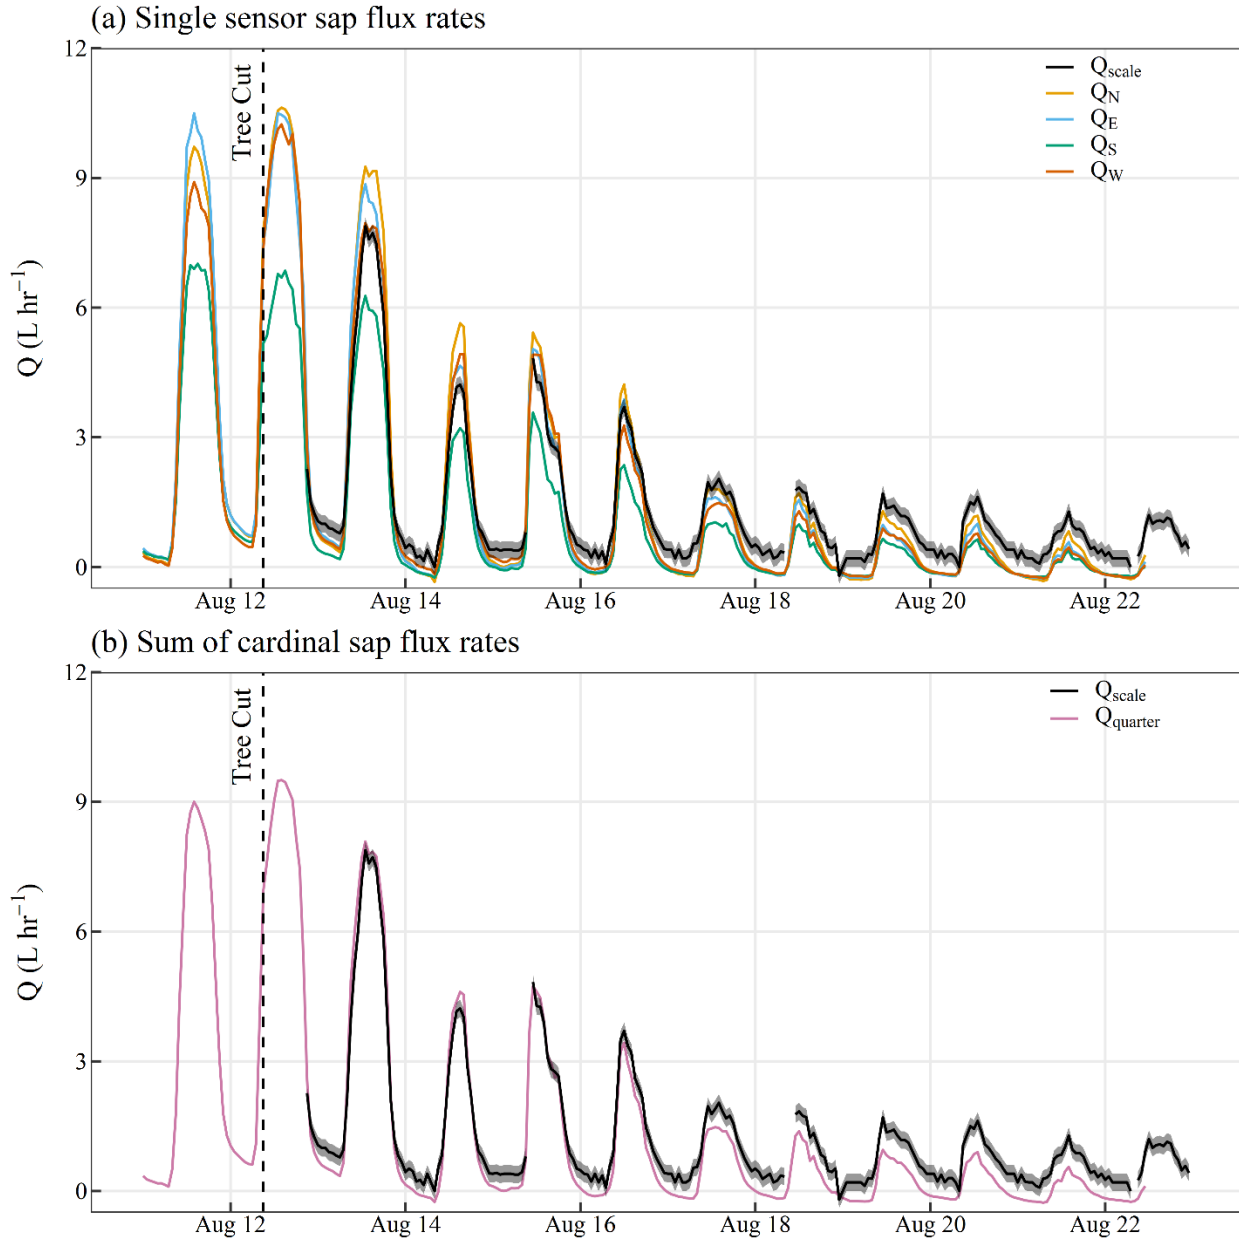 (a) Single sensor sap flux rates
12
9
6
3
0
Q (L hr⁻¹)
Tree Cut
Q_scale
Q_N
Q_E
Q_S
Q_W
Aug 12 Aug 14 Aug 16 Aug 18 Aug 20 Aug 22
(b) Sum of cardinal sap flux rates
12
9
6
3
0
Q (L hr⁻¹)
Tree Cut
Q_scale
Q_quarter
Aug 12 Aug 14 Aug 16 Aug 18 Aug 20 Aug 22